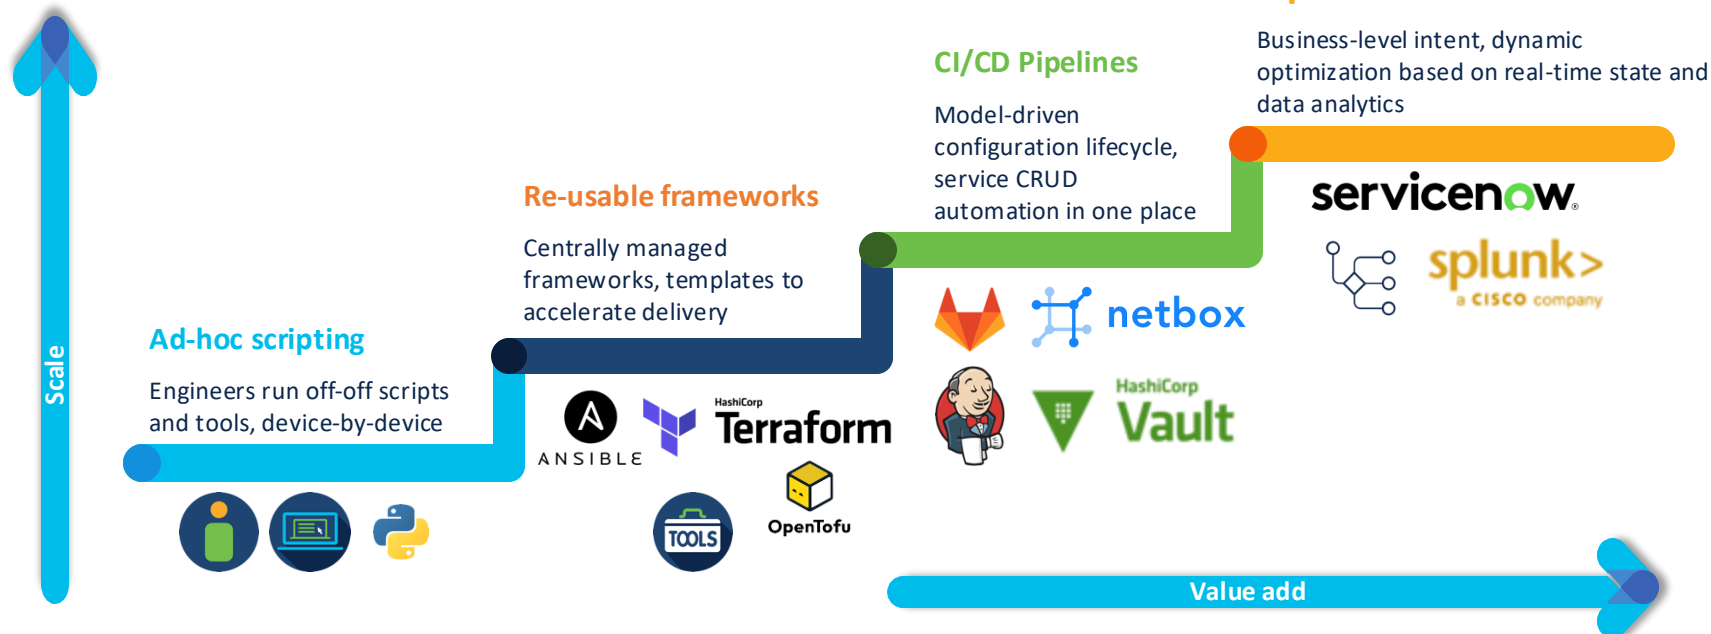 Business-level intent, dynamic
optimization based on real-time state and
data analytics
CI/CD Pipelines
Model-driven
configuration lifecycle,
service CRUD
automation in one place
Re-usable frameworks
Centrally managed
frameworks, templates to
accelerate delivery
Ad-hoc scripting
Engineers run off-off scripts
and tools, device-by-device
Scale
servicenow®
splunk>
a CISCO company
netbox
HashiCorp
Vault
ANSIBLE
HashiCorp
Terraform
OpenTofu
TOOLS
Value add